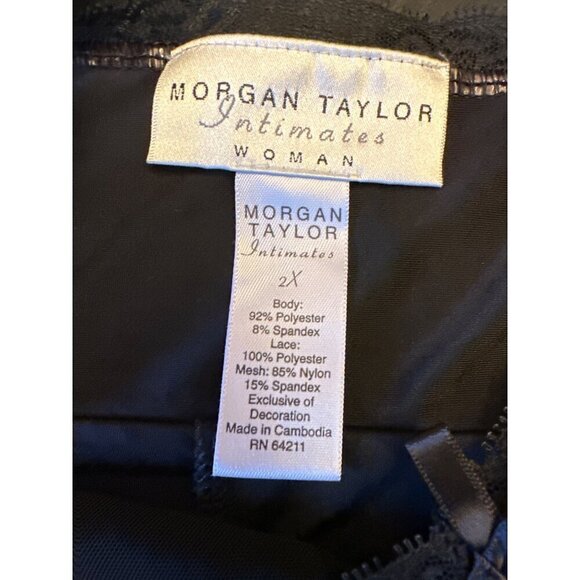 MORGAN TAYLOR
Intimates
WOMAN
MORGAN
TAYLOR
Intimates
2X
Body:
92% Polyester
8% Spandex
Lace:
100% Polyester
Mesh: 85% Nylon
15% Spandex
Exclusive of
Decoration
Made in Cambodia
RN 64211